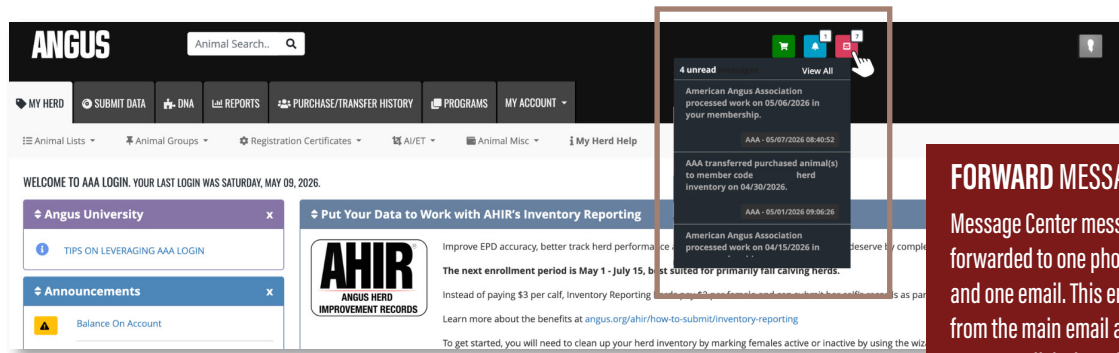 ANGUS
Animal Search..
1
7
MY HERD
SUBMIT DATA
DNA
REPORTS
PURCHASE/TRANSFER HISTORY
PROGRAMS
MY ACCOUNT
Animal Lists
Animal Groups
Registration Certificates
AI/ET
Animal Misc
My Herd Help
4 unread
View All
American Angus Association
processed work on 05/06/2026 in
your membership.
AAA - 05/07/2026 08:40:52
AAA transferred purchased animal(s)
to member code herd
inventory on 04/30/2026.
AAA - 05/01/2026 09:06:26
American Angus Association
processed work on 04/15/2026 in
WELCOME TO AAA LOGIN. YOUR LAST LOGIN WAS SATURDAY, MAY 09, 2026.
Angus University x
TIPS ON LEVERAGING AAA LOGIN
Announcements x
Balance On Account
Put Your Data to Work with AHIR's Inventory Reporting
AHIR
ANGUS HERD
IMPROVEMENT RECORDS
Improve EPD accuracy, better track herd performance deserve by comple
The next enrollment period is May 1 - July 15, best suited for primarily fall calving herds.
Instead of paying $3 per calf, Inventory Reporting as par
Learn more about the benefits at angus.org/ahir/how-to-submit/inventory-reporting
To get started, you will need to clean up your herd inventory by marking females active or inactive by using the wiza
FORWARD MESSA
Message Center mess
forwarded to one pho
and one email. This e
from the main email a